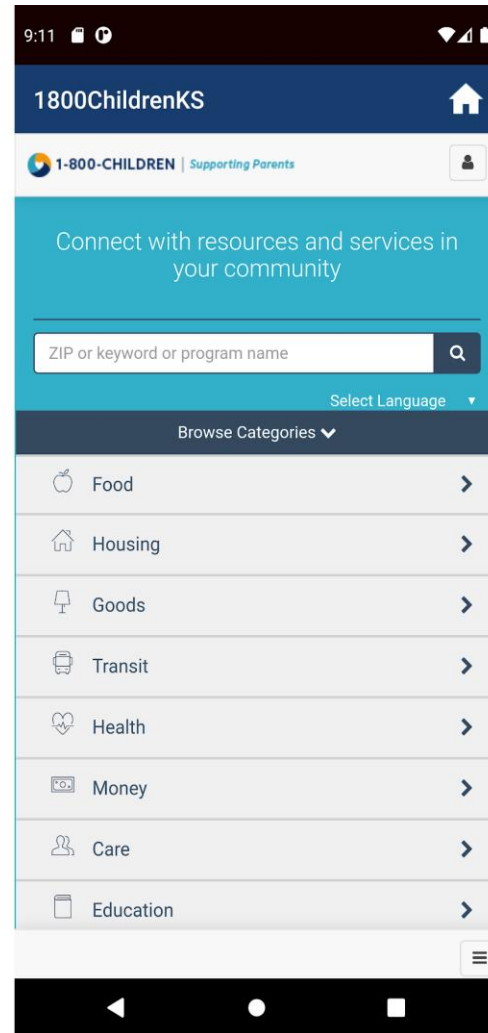 9:11
1800ChildrenKS
1-800-CHILDREN | Supporting Parents
Connect with resources and services in
your community
ZIP or keyword or program name
Select Language ▼
Browse Categories
Food
Housing
Goods
Transit
Health
Money
Care
Education